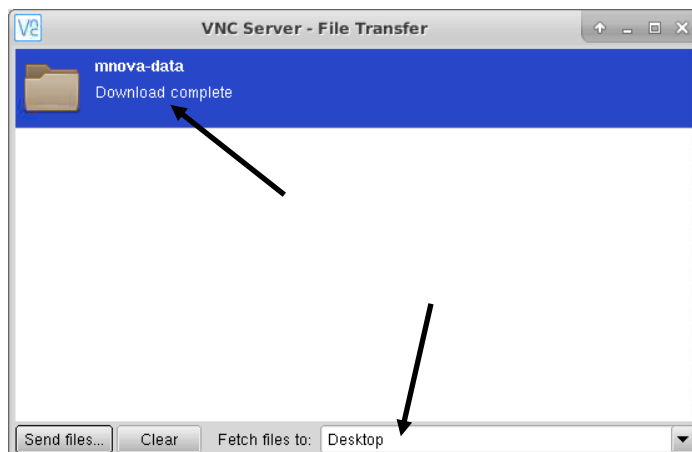 VNC Server - File Transfer
mnova-data
Download complete
Send files... Clear Fetch files to: Desktop